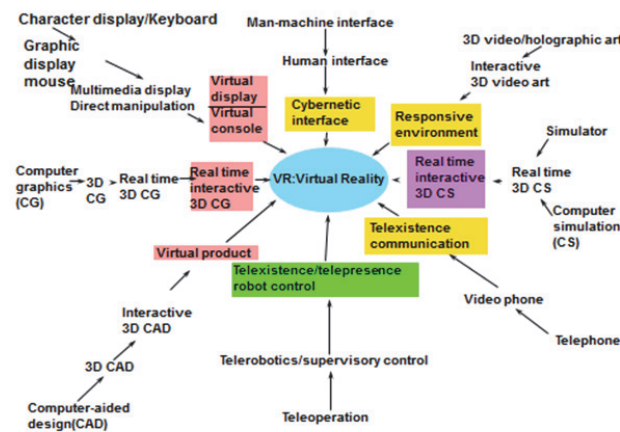 Character display/Keyboard
Graphic
display
mouse
Multimedia display
Direct manipulation
Virtual
display
Virtual
console
Man-machine interface
Human interface
Cybernetic
interface
3D video/holographic art
Interactive
3D video art
Responsive
environment
Computer
graphics
(CG)
3D
CG
Real time
3D CG
Real time
interactive
3D CG
VR:Virtual Reality
Real time
interactive
3D CS
Real time
3D CS
Simulator
Computer
simulation
(CS)
Virtual product
Interactive
3D CAD
3D CAD
Computer-aided
design(CAD)
Telexistence/telepresence
robot control
Telerobotics/supervisory control
Teleoperation
Telexistence
communication
Video phone
Telephone